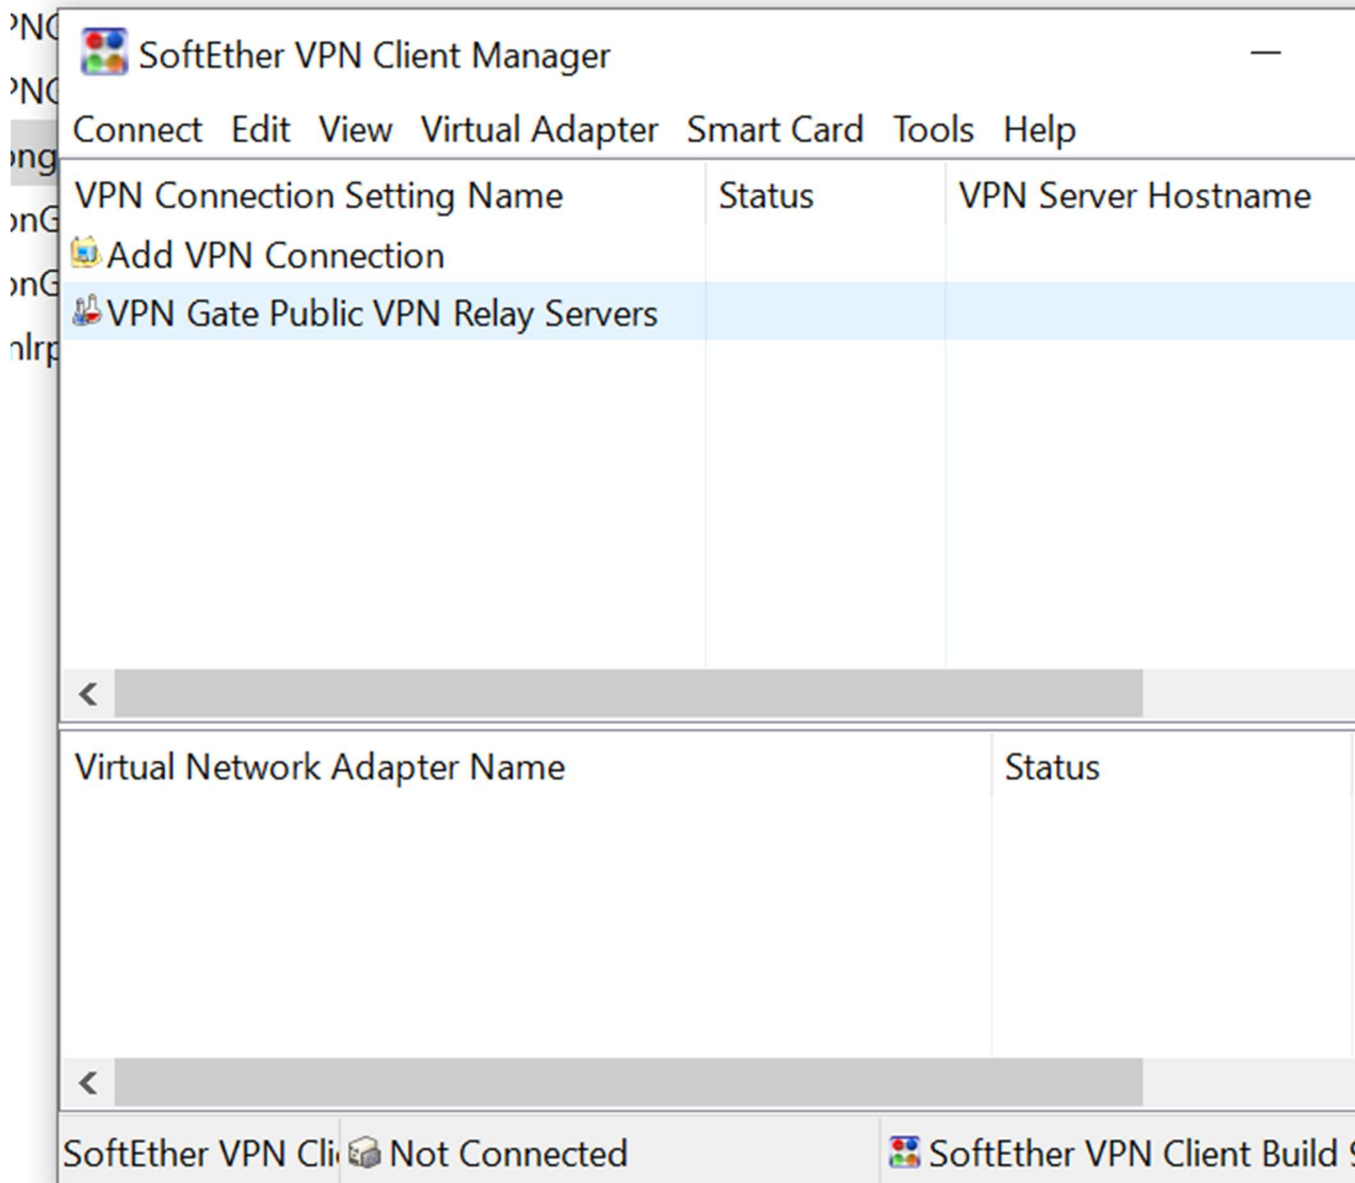 SoftEther VPN Client Manager
Connect Edit View Virtual Adapter Smart Card Tools Help
VPN Connection Setting Name Status VPN Server Hostname
Add VPN Connection
VPN Gate Public VPN Relay Servers
Virtual Network Adapter Name Status
SoftEther VPN Not Connected SoftEther VPN Client Build